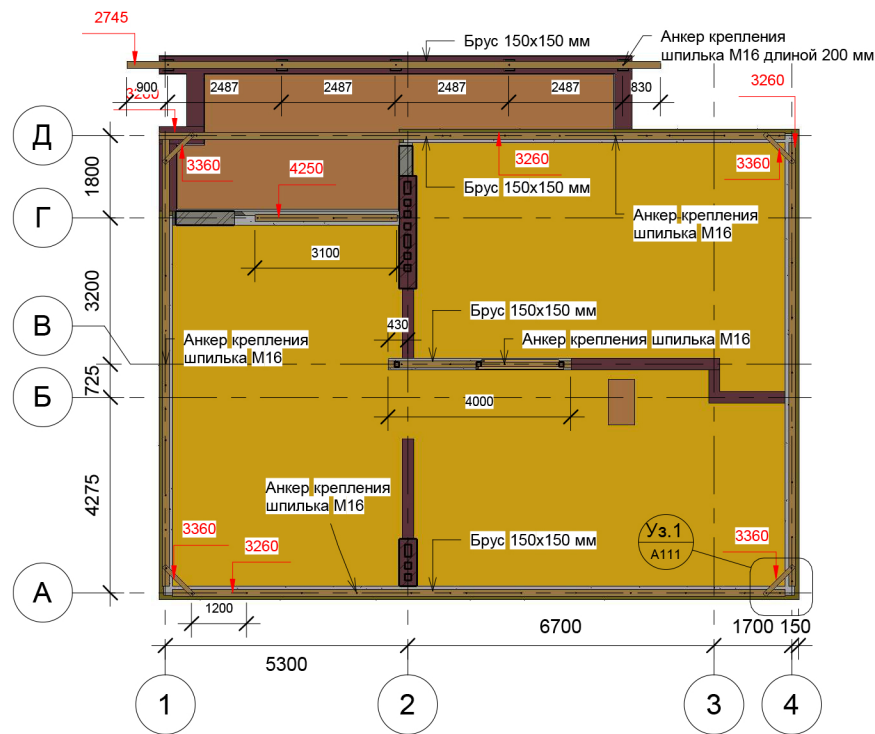 2745
Брус 150x150 мм
Анкер крепления
шпилька М16 длиной 200 мм
3260
900
2487
2487
2487
2487
830
3260
Д
3360
4250
3260
3360
1800
Брус 150x150 мм
Г
Анкер крепления
шпилька М16
3100
3200
Брус 150x150 мм
В
430
Анкер крепления
шпилька М16
Анкер крепления шпилька М16
725
Б
4000
4275
Анкер крепления
шпилька М16
3360
3260
Брус 150x150 мм
Уз.1
А111
3360
А
1200
6700
1700
150
5300
1
2
3
4